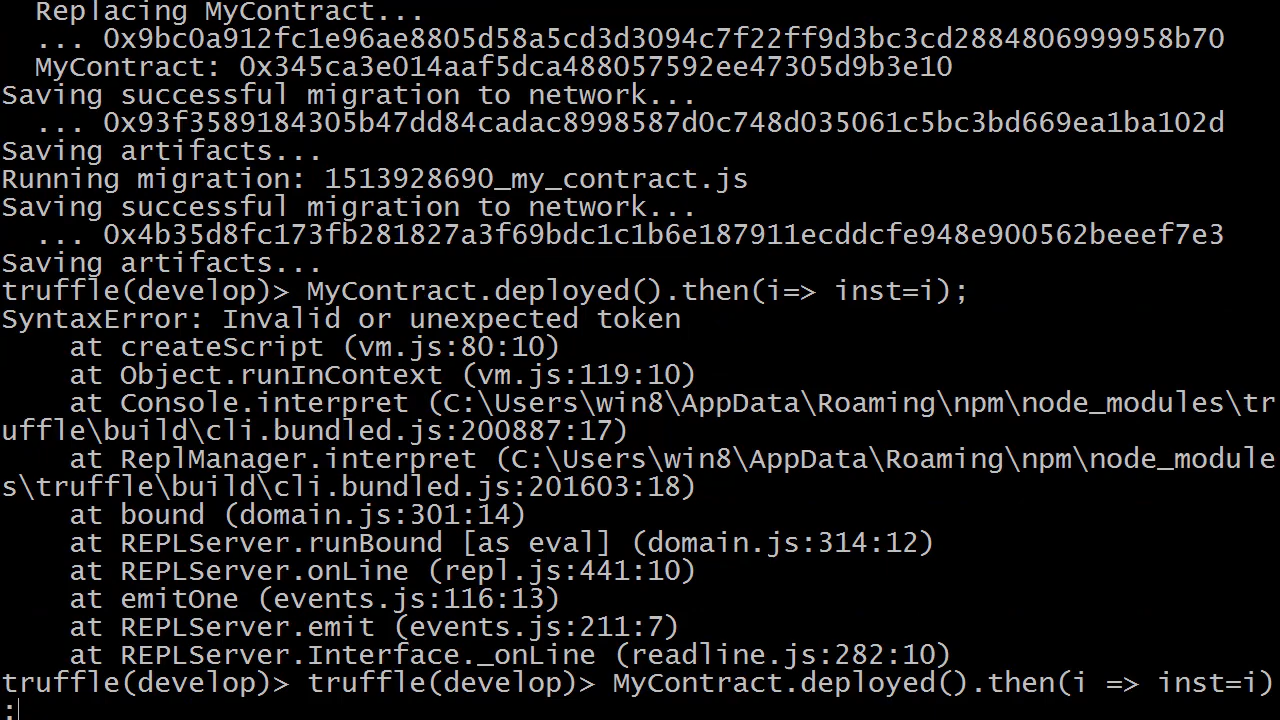 Replacing MyContract...
  ... 0x9bc0a912fc1e96ae8805d58a5cd3d3094c7f22ff9d3bc3cd2884806999958b70
  MyContract: 0x345ca3e014aaf5dca488057592ee47305d9b3e10
Saving successful migration to network...
  ... 0x93f3589184305b47dd84cadac8998587d0c748d035061c5bc3bd669ea1ba102d
Saving artifacts...
Running migration: 1513928690_my_contract.js
Saving successful migration to network...
  ... 0x4b35d8fc173fb281827a3f69bdc1c1b6e187911ecddcfe948e900562beeef7e3
Saving artifacts...
truffle(develop)> MyContract.deployed().then(i=> inst=i);
SyntaxError: Invalid or unexpected token
    at createScript (vm.js:80:10)
    at Object.runInContext (vm.js:119:10)
    at Console.interpret (C:\Users\win8\AppData\Roaming\npm\node_modules\tr
uffle\build\cli.bundled.js:200887:17)
    at ReplManager.interpret (C:\Users\win8\AppData\Roaming\npm\node_module
s\truffle\build\cli.bundled.js:201603:18)
    at bound (domain.js:301:14)
    at REPLServer.runBound [as eval] (domain.js:314:12)
    at REPLServer.onLine (repl.js:441:10)
    at emitOne (events.js:116:13)
    at REPLServer.emit (events.js:211:7)
    at REPLServer.Interface._onLine (readline.js:282:10)
truffle(develop)> truffle(develop)> MyContract.deployed().then(i => inst=i)
;